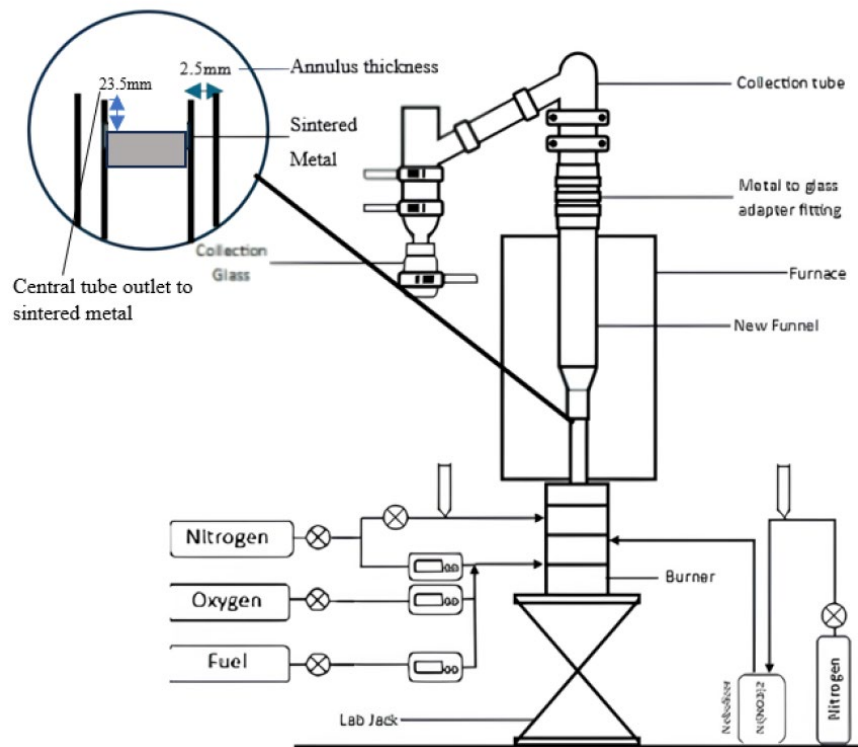 23.5mm
2.5mm
Annulus thickness
Sintered
Metal
Collection
Glass
Central tube outlet to
sintered metal
Collection tube
Metal to glass
adapter fitting
Furnace
New Funnel
Nitrogen
Oxygen
Fuel
Burner
Lab Jack
Nebulizer
Nitrogen